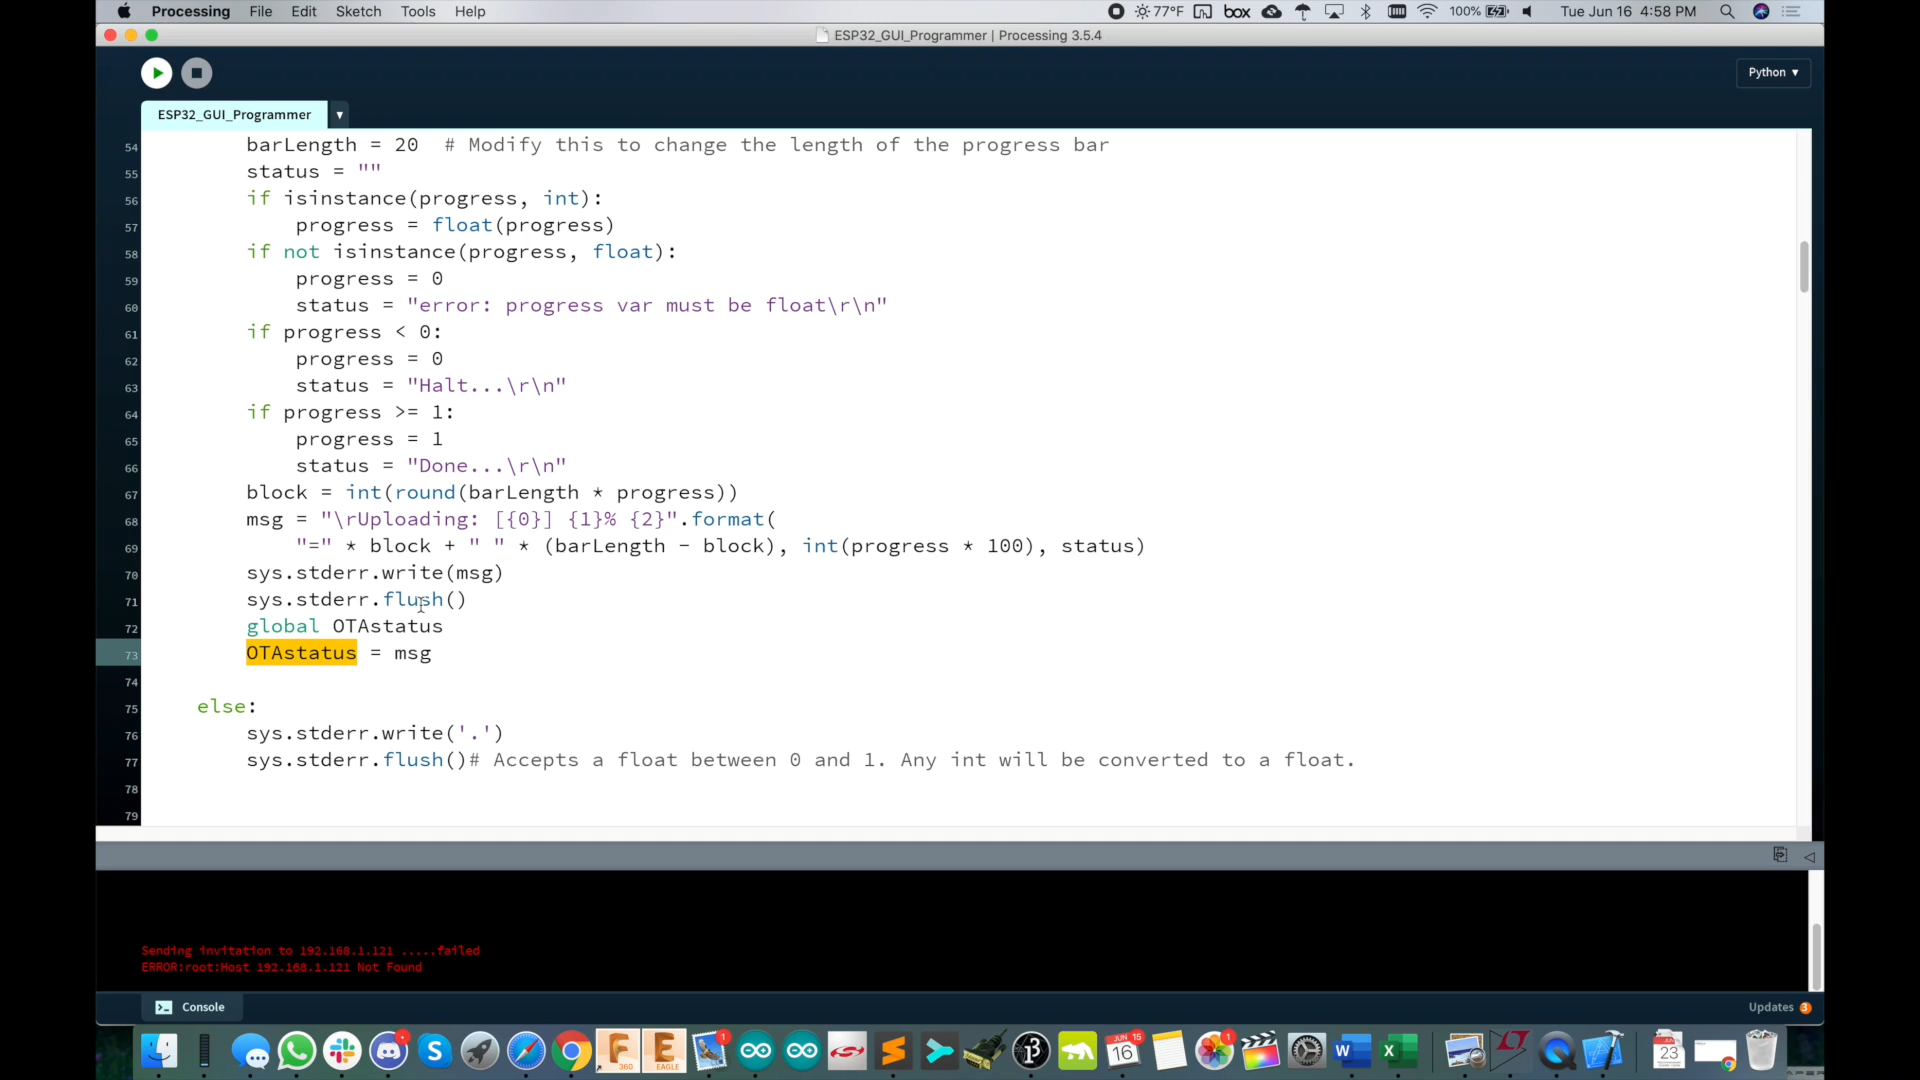 Processing File Edit Sketch Tools Help 77°F box 100% Tue Jun 16 4:58 PM
ESP32_GUI_Programmer | Processing 3.5.4
Python ▾
ESP32_GUI_Programmer ▾
54 barLength = 20  # Modify this to change the length of the progress bar
55 status = ""
56 if isinstance(progress, int):
57 progress = float(progress)
58 if not isinstance(progress, float):
59 progress = 0
60 status = "error: progress var must be float\r\n"
61 if progress < 0:
62 progress = 0
63 status = "Halt...\r\n"
64 if progress >= 1:
65 progress = 1
66 status = "Done...\r\n"
67 block = int(round(barLength * progress))
68 msg = "\rUploading: [{0}] {1}% {2}".format(
69 "=" * block + " " * (barLength - block), int(progress * 100), status)
70 sys.stderr.write(msg)
71 sys.stderr.flush()
72 global OTAstatus
73 OTAstatus = msg
74
75 else:
76 sys.stderr.write('.')
77 sys.stderr.flush()# Accepts a float between 0 and 1. Any int will be converted to a float.
78
79
Sending invitation to 192.168.1.121 .....failed
ERROR:root:Host 192.168.1.121 Not Found
Console Updates 3
S F 360 E EAGLE 1 JUN 15 16 1 W X 23